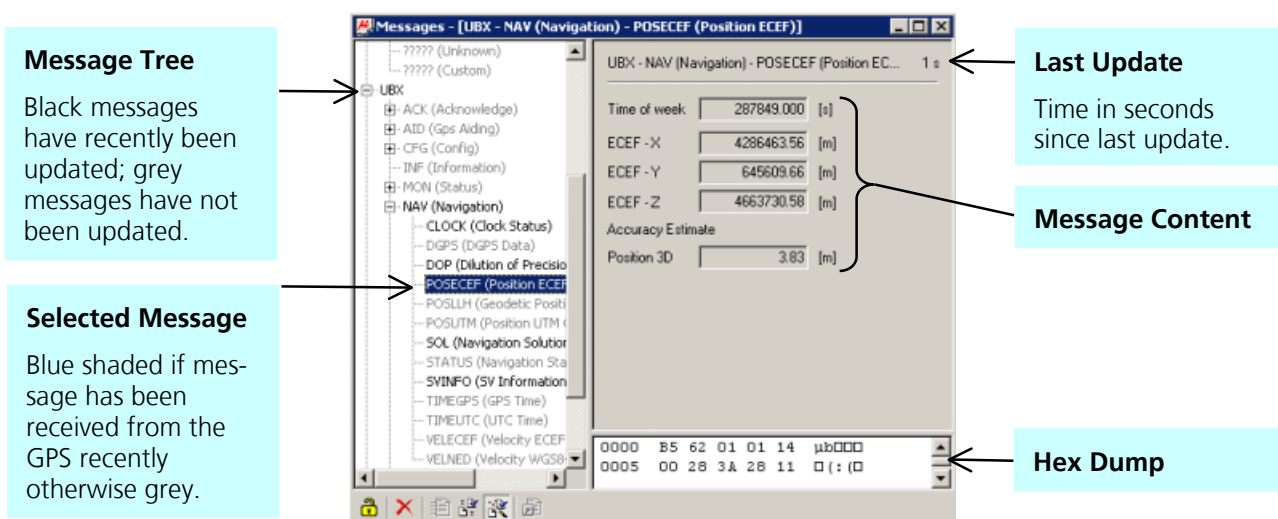 Messages - [UBX - NAV (Navigation) - POSECEF (Position ECEF)]
Message Tree
Black messages
have recently been
updated; grey
messages have not
been updated.
Selected Message
Blue shaded if mes-
sage has been
received from the
GPS recently
otherwise grey.
????? (Unknown)
????? (Custom)
UBX
ACK (Acknowledge)
AID (Gps Aiding)
CFG (Config)
INF (Information)
MON (Status)
NAV (Navigation)
CLOCK (Clock Status)
DGPS (DGPS Data)
DOP (Dilution of Precisio
POSECEF (Position ECEF
POSLLH (Geodetic Positi
POSUTM (Position UTM (
SOL (Navigation Solution
STATUS (Navigation Sta
SVINFO (SV Information
TIMEGPS (GPS Time)
TIMEUTC (UTC Time)
VELECEF (Velocity ECEF
VELNED (Velocity WGS8
UBX - NAV (Navigation) - POSECEF (Position EC... 1 s
Time of week 287849.000 [s]
ECEF - X 4286463.56 [m]
ECEF - Y 645609.66 [m]
ECEF - Z 4663730.58 [m]
Accuracy Estimate
Position 3D 3.83 [m]
0000 B5 62 01 01 14 µb□□□
0005 00 28 3A 28 11 □(:(□
Last Update
Time in seconds
since last update.
Message Content
Hex Dump